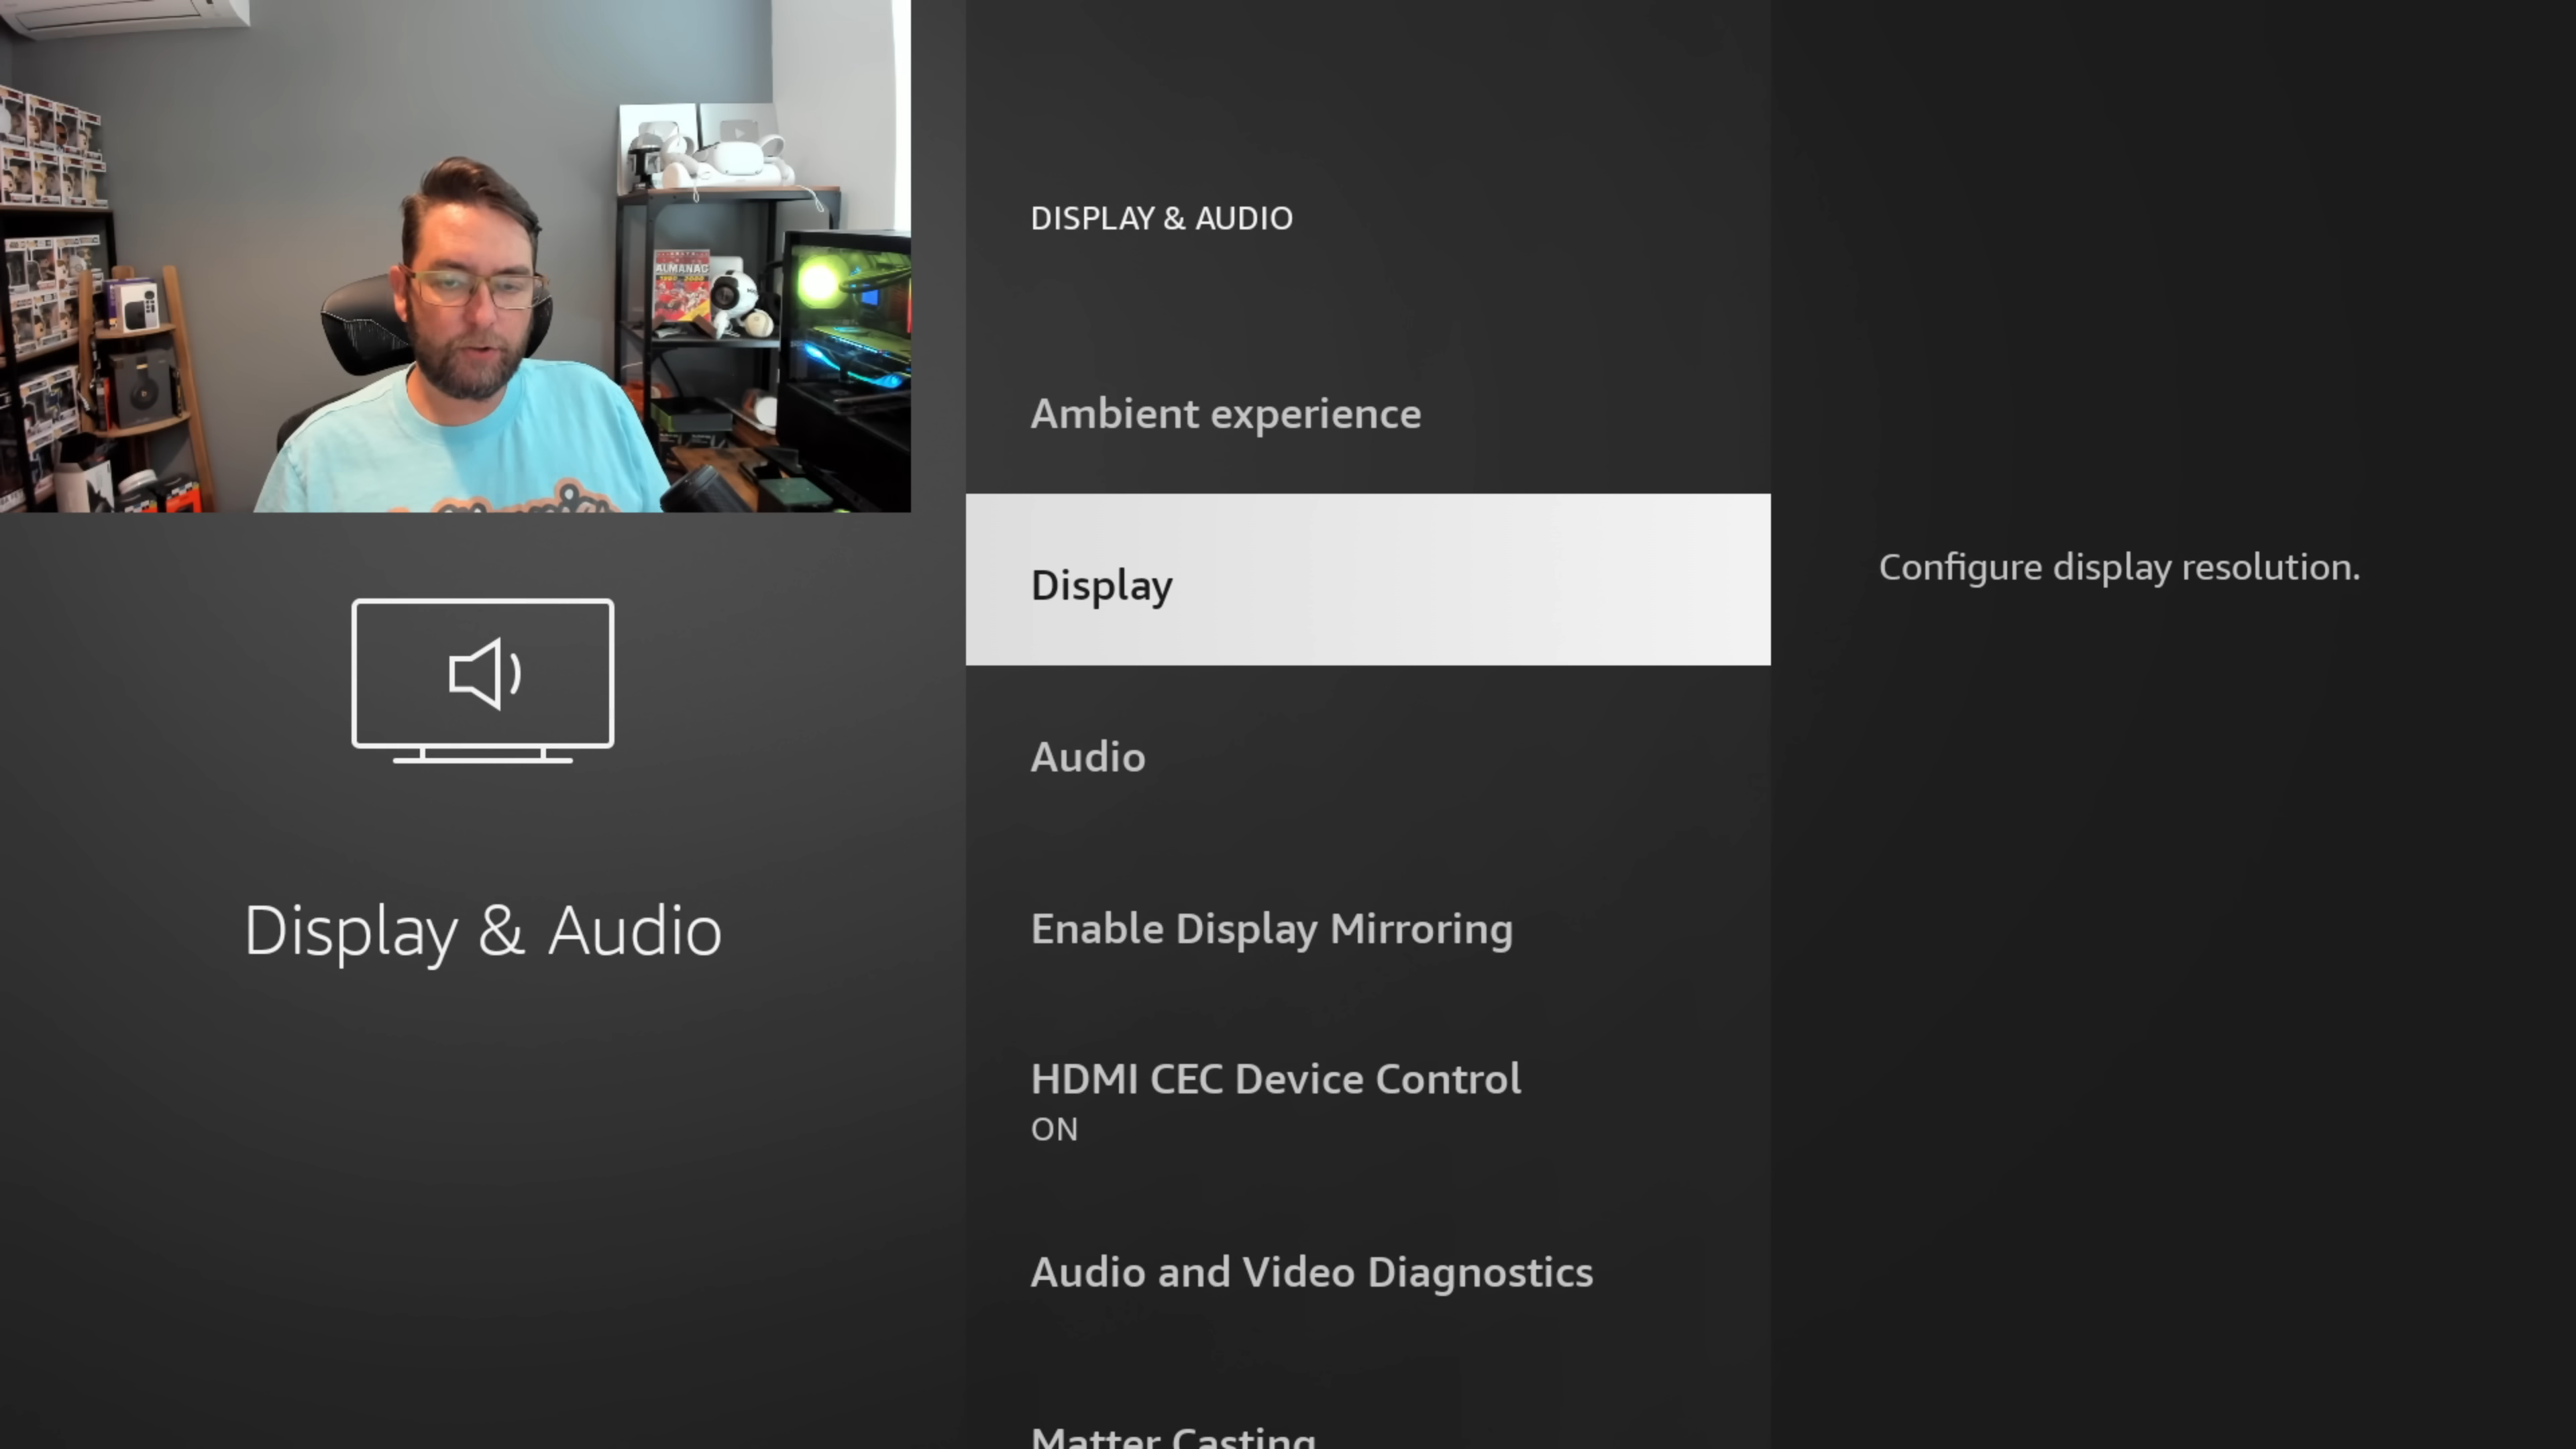 ALMANAC
DISPLAY & AUDIO
Ambient experience
Display
Configure display resolution.
Audio
Enable Display Mirroring
Display & Audio
HDMI CEC Device Control
ON
Audio and Video Diagnostics
Matter Casting